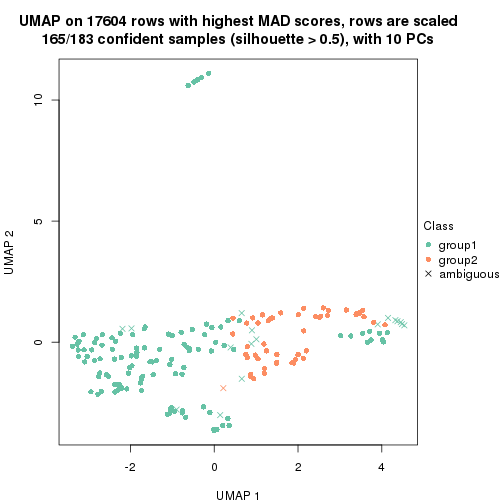 UMAP on 17604 rows with highest MAD scores, rows are scaled
165/183 confident samples (silhouette > 0.5), with 10 PCs
10
5
0
UMAP 2
-2
0
2
4
UMAP 1
Class
group1
group2
ambiguous